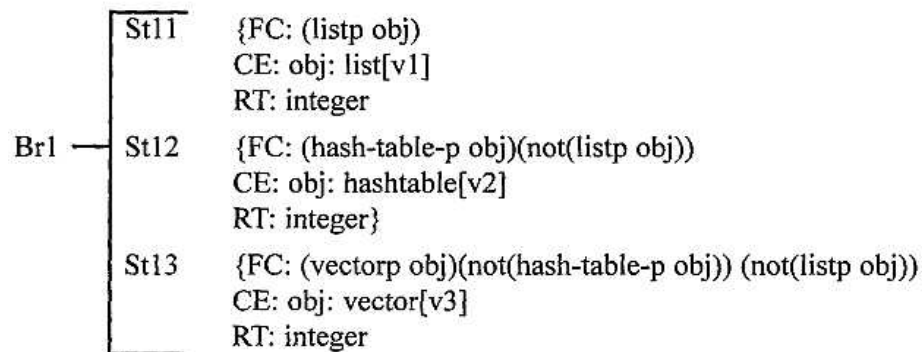 St11 {FC: (listp obj)
CE: obj: list[v1]
RT: integer
Br1 St12 {FC: (hash-table-p obj)(not(listp obj))
CE: obj: hashtable[v2]
RT: integer}
St13 {FC: (vectorp obj)(not(hash-table-p obj)) (not(listp obj))
CE: obj: vector[v3]
RT: integer